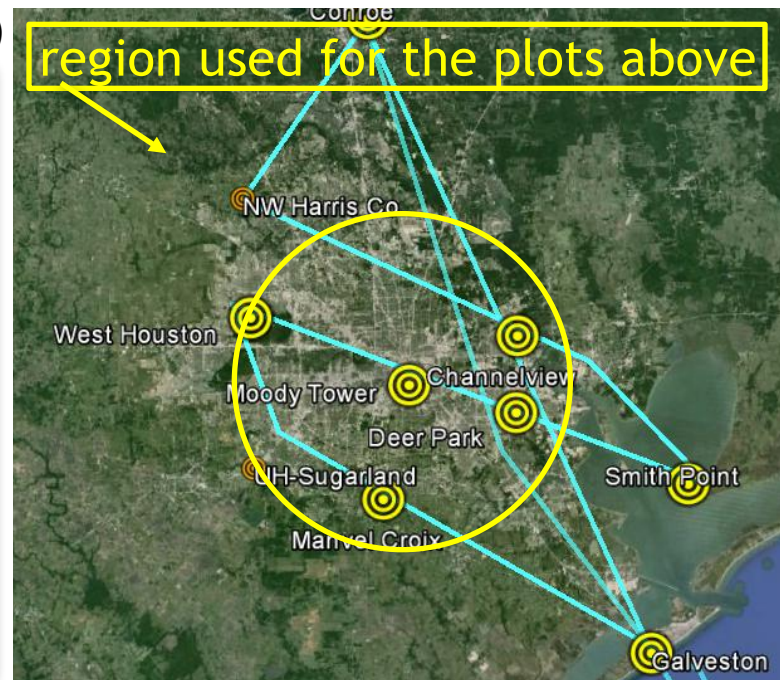 Conroe
region used for the plots above
NW Harris Co
West Houston
Channelview
Moody Tower
Deer Park
UH-Sugarland
Smith Point
Manvel Croix
Galveston